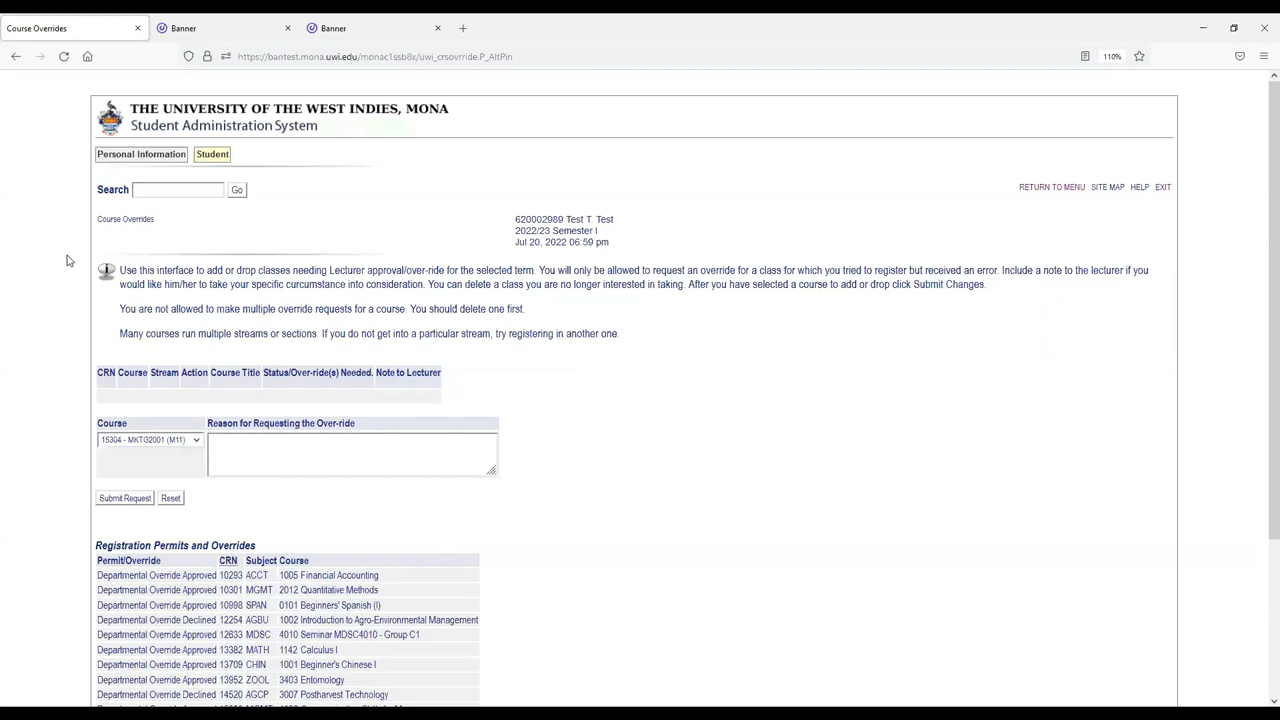 Course Overrides
Banner
Banner
https://bantest.mona.uwi.edu/monac1ssb8x/uwi_crsovrride.P_AltPin
110%
THE UNIVERSITY OF THE WEST INDIES, MONA
Student Administration System
Personal Information Student
Search Go
RETURN TO MENU SITE MAP HELP EXIT
Course Overrides
620002989 Test T. Test
2022/23 Semester I
Jul 20, 2022 06:59 pm
Use this interface to add or drop classes needing Lecturer approval/over-ride for the selected term. You will only be allowed to request an override for a class for which you tried to register but received an error. Include a note to the lecturer if you
would like him/her to take your specific curcumstance into consideration. You can delete a class you are no longer interested in taking. After you have selected a course to add or drop click Submit Changes.
You are not allowed to make multiple override requests for a course. You should delete one first.
Many courses run multiple streams or sections. If you do not get into a particular stream, try registering in another one.
CRN Course Stream Action Course Title Status/Over-ride(s) Needed. Note to Lecturer
Course Reason for Requesting the Over-ride
15304 - MKTG2001 (M11)
Submit Request Reset
Registration Permits and Overrides
Permit/Override CRN Subject Course
Departmental Override Approved 10293 ACCT 1005 Financial Accounting
Departmental Override Approved 10301 MGMT 2012 Quantitative Methods
Departmental Override Approved 10998 SPAN 0101 Beginners' Spanish (I)
Departmental Override Declined 12254 AGBU 1002 Introduction to Agro-Environmental Management
Departmental Override Approved 12633 MDSC 4010 Seminar MDSC4010 - Group C1
Departmental Override Approved 13382 MATH 1142 Calculus I
Departmental Override Approved 13709 CHIN 1001 Beginner's Chinese I
Departmental Override Approved 13952 ZOOL 3403 Entomology
Departmental Override Declined 14520 AGCP 3007 Postharvest Technology